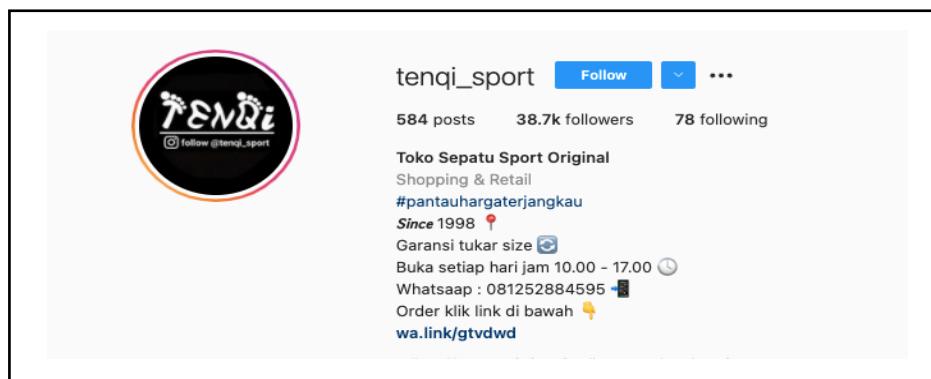 TENQi
follow @tenqi_sport
tenqi_sport Follow
584 posts 38.7k followers 78 following
Toko Sepatu Sport Original
Shopping & Retail
#pantauhargaterjangkau
Since 1998 📍
Garansi tukar size 🔄
Buka setiap hari jam 10.00 - 17.00 🕓
Whatsaap : 081252884595 📲
Order klik link di bawah 👇
wa.link/gtvdwd